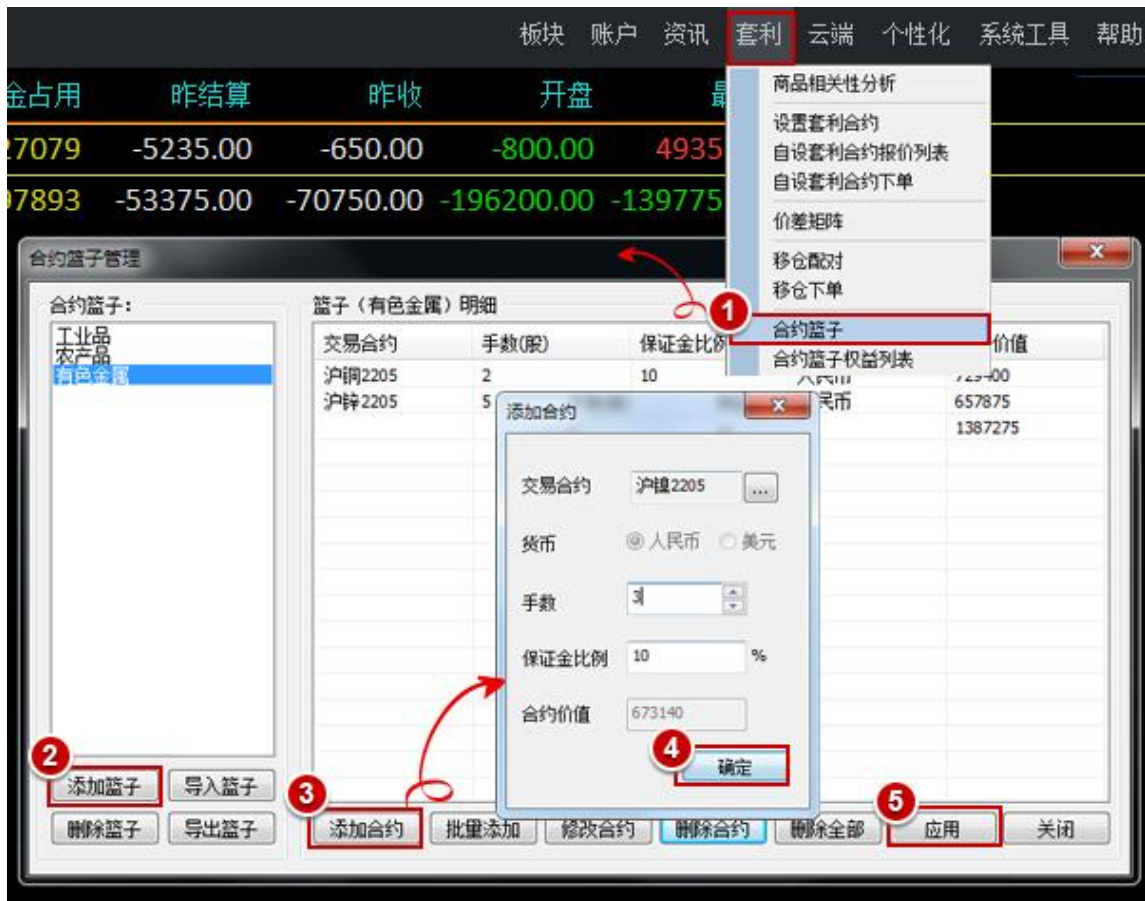 板块 账户 资讯 套利 云端 个性化 系统工具 帮助
金占用 昨结算 昨收 开盘
27079 -5235.00 -650.00 -800.00 4935
97893 -53375.00 -70750.00 -196200.00 -139775
商品相关性分析
设置套利合约
自设套利合约报价列表
自设套利合约下单
价差矩阵
移仓配对
移仓下单
1
合约篮子
合约篮子权益列表
合约篮子管理
合约篮子:
工业品
农产品
有色金属
篮子（有色金属）明细
交易合约 手数(股) 保证金比例 价值
沪铜2205 2 10 人民币 729400
沪锌2205 5 民币 657875
1387275
添加合约
交易合约 沪镍2205 ...
货币 人民币 美元
手数 3
保证金比例 10 %
合约价值 673140
4
确定
2
添加篮子 导入篮子
删除篮子 导出篮子
3
5
添加合约 批量添加 修改合约 删除合约 删除全部 应用 关闭